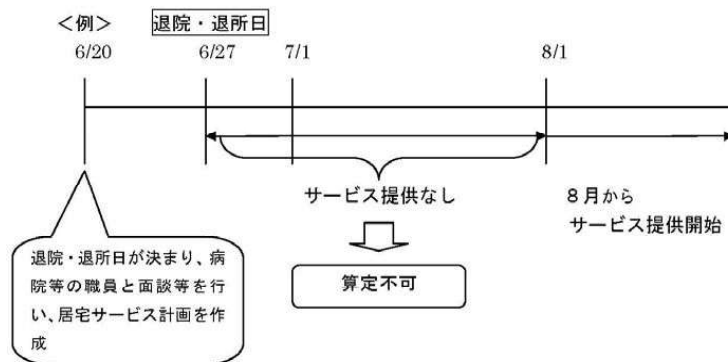 ＜例＞ 退院・退所日
6/20 6/27 7/1 8/1
サービス提供なし
8月から
サービス提供開始
算定不可
退院・退所日が決まり、病
院等の職員と面談等を行
い、居宅サービス計画を作
成